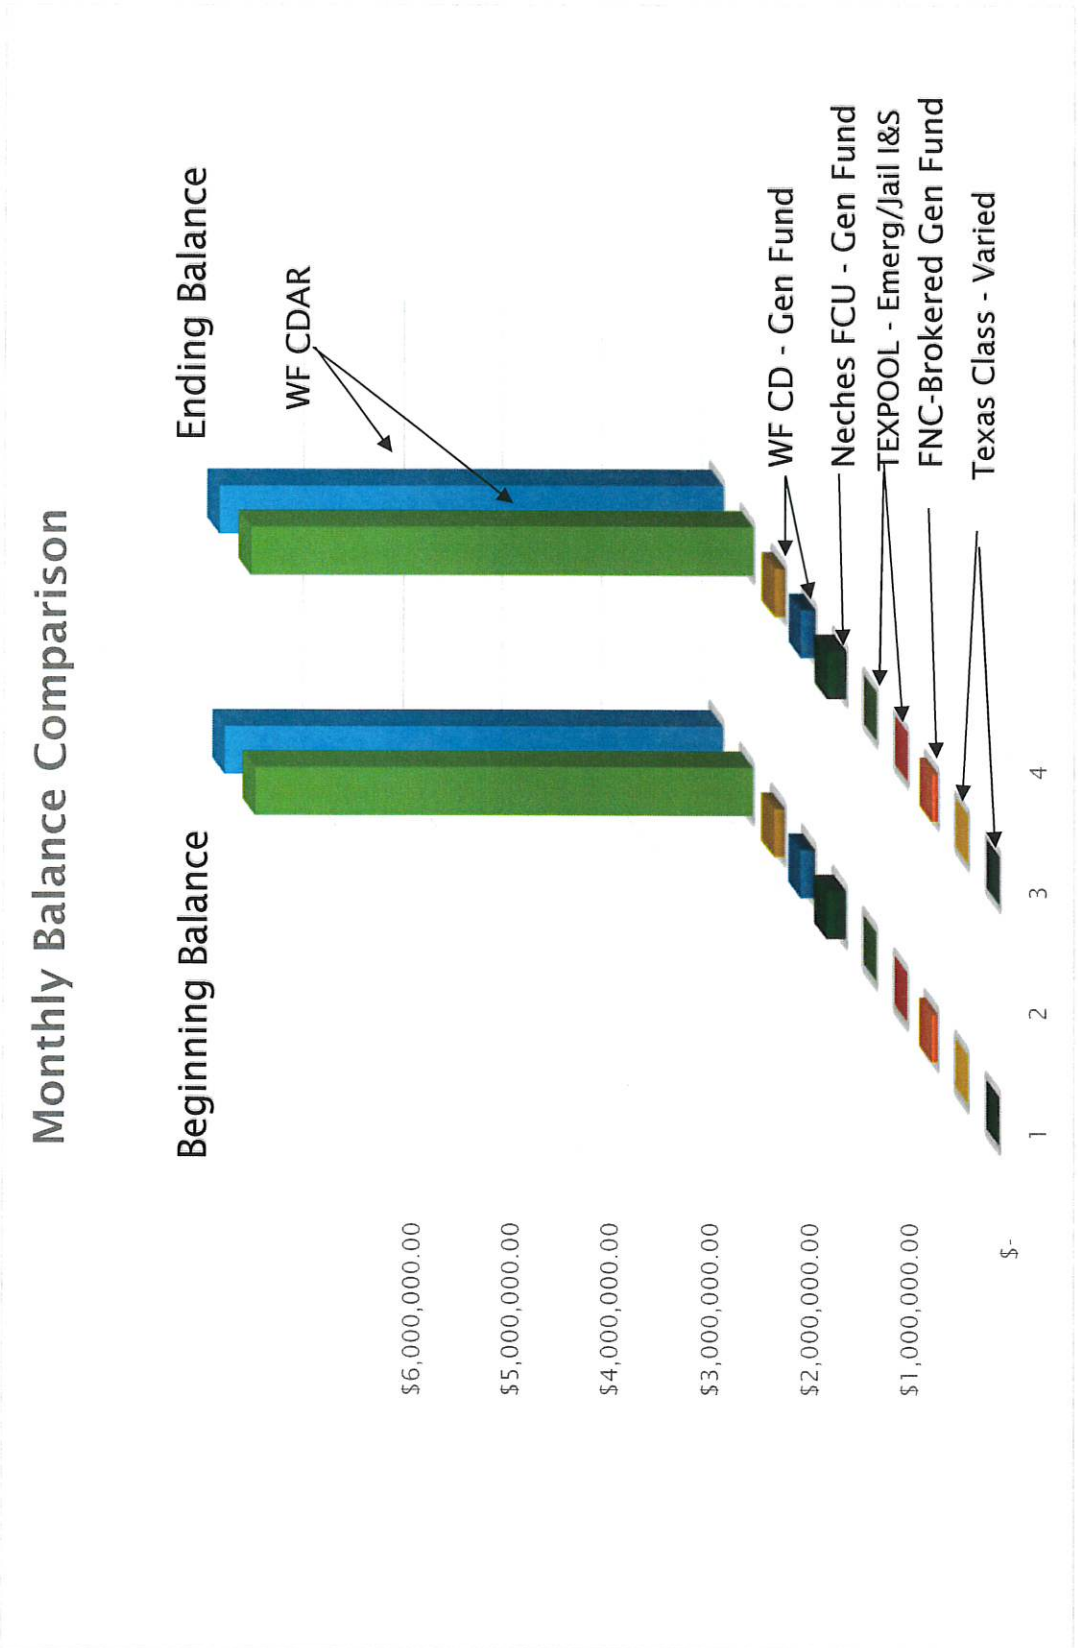 Monthly Balance Comparison
Beginning Balance
Ending Balance
WF CDAR
$6,000,000.00
$5,000,000.00
$4,000,000.00
$3,000,000.00
$2,000,000.00
$1,000,000.00
$-
WF CD - Gen Fund
Neches FCU - Gen Fund
TEXPOOL - Emerg/Jail I&S
FNC-Brokered Gen Fund
Texas Class - Varied
1
2
3
4